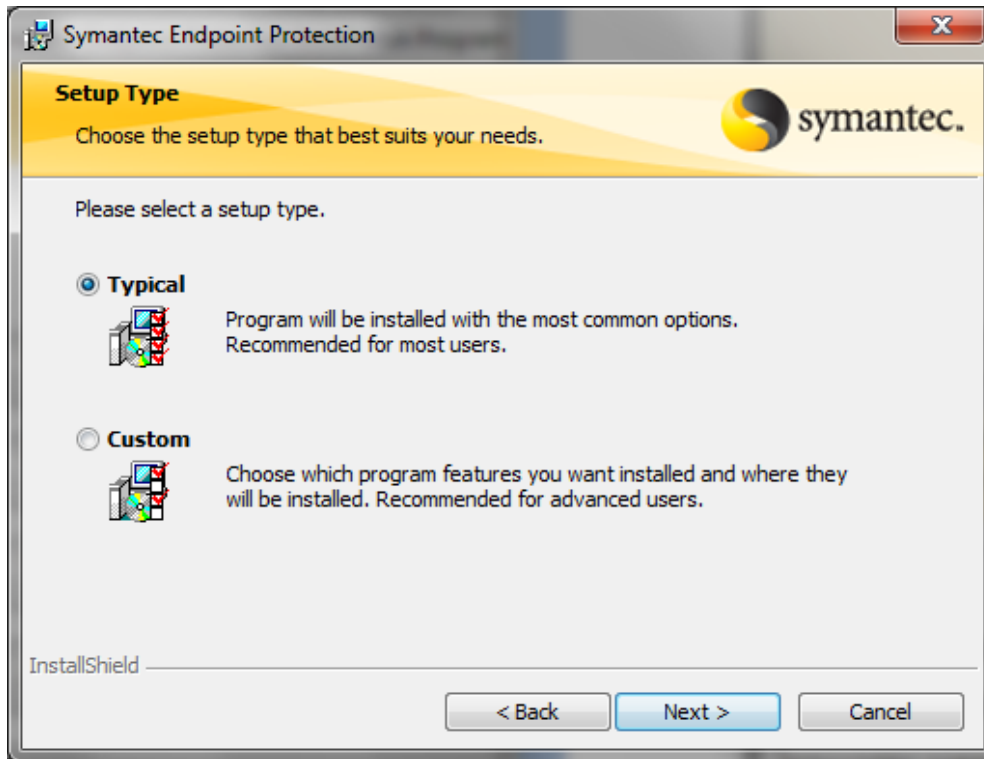 Symantec Endpoint Protection
Setup Type
Choose the setup type that best suits your needs.
symantec.
Please select a setup type.
Typical
Program will be installed with the most common options.
Recommended for most users.
Custom
Choose which program features you want installed and where they
will be installed. Recommended for advanced users.
InstallShield
< Back
Next >
Cancel